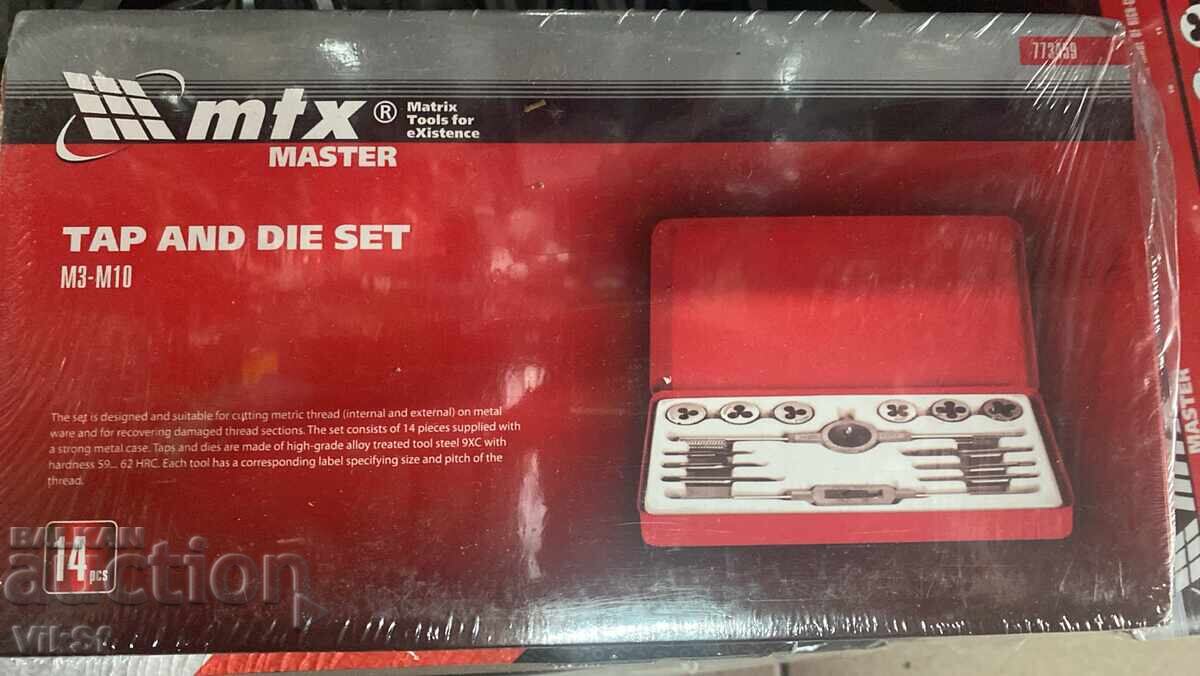 mtx ®
Matrix
Tools for
eXistence
MASTER
TAP AND DIE SET
M3-M10
The set is designed and suitable for cutting metric thread (internal and external) on metal
ware and for recovering damaged thread sections. The set consists of 14 pieces supplied with
a strong metal case. Taps and dies are made of high-grade alloy treated tool steel 9XC with
hardness 59... 62 HRC. Each tool has a corresponding label specifying size and pitch of the
thread.
14 pcs
BALKAN
auction
MASTER